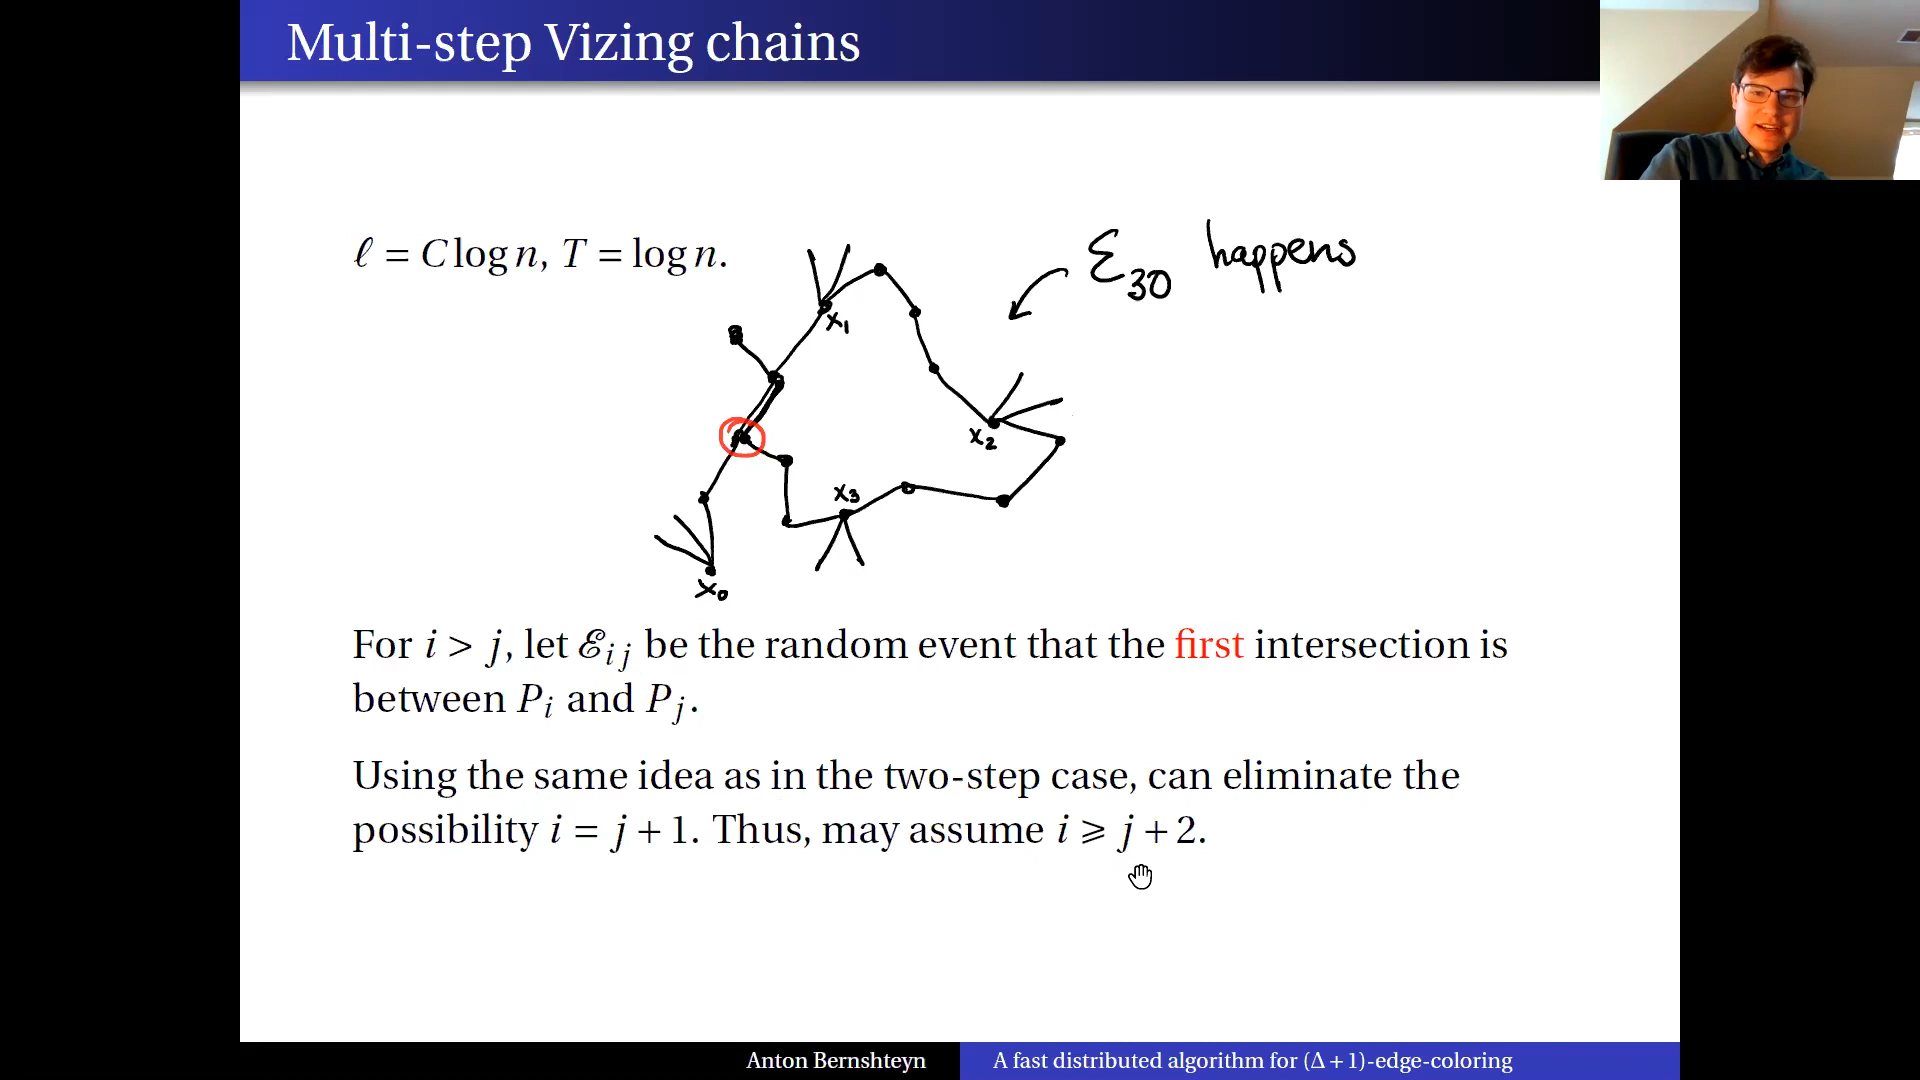 Multi-step Vizing chains
ℓ = C log n, T = log n.
ℰ₃₀ happens
x₁
x₂
x₃
x₀
For i > j, let ℰᵢⱼ be the random event that the first intersection is
between Pᵢ and Pⱼ.
Using the same idea as in the two-step case, can eliminate the
possibility i = j + 1. Thus, may assume i ⩾ j + 2.
Anton Bernshteyn
A fast distributed algorithm for (Δ + 1)-edge-coloring